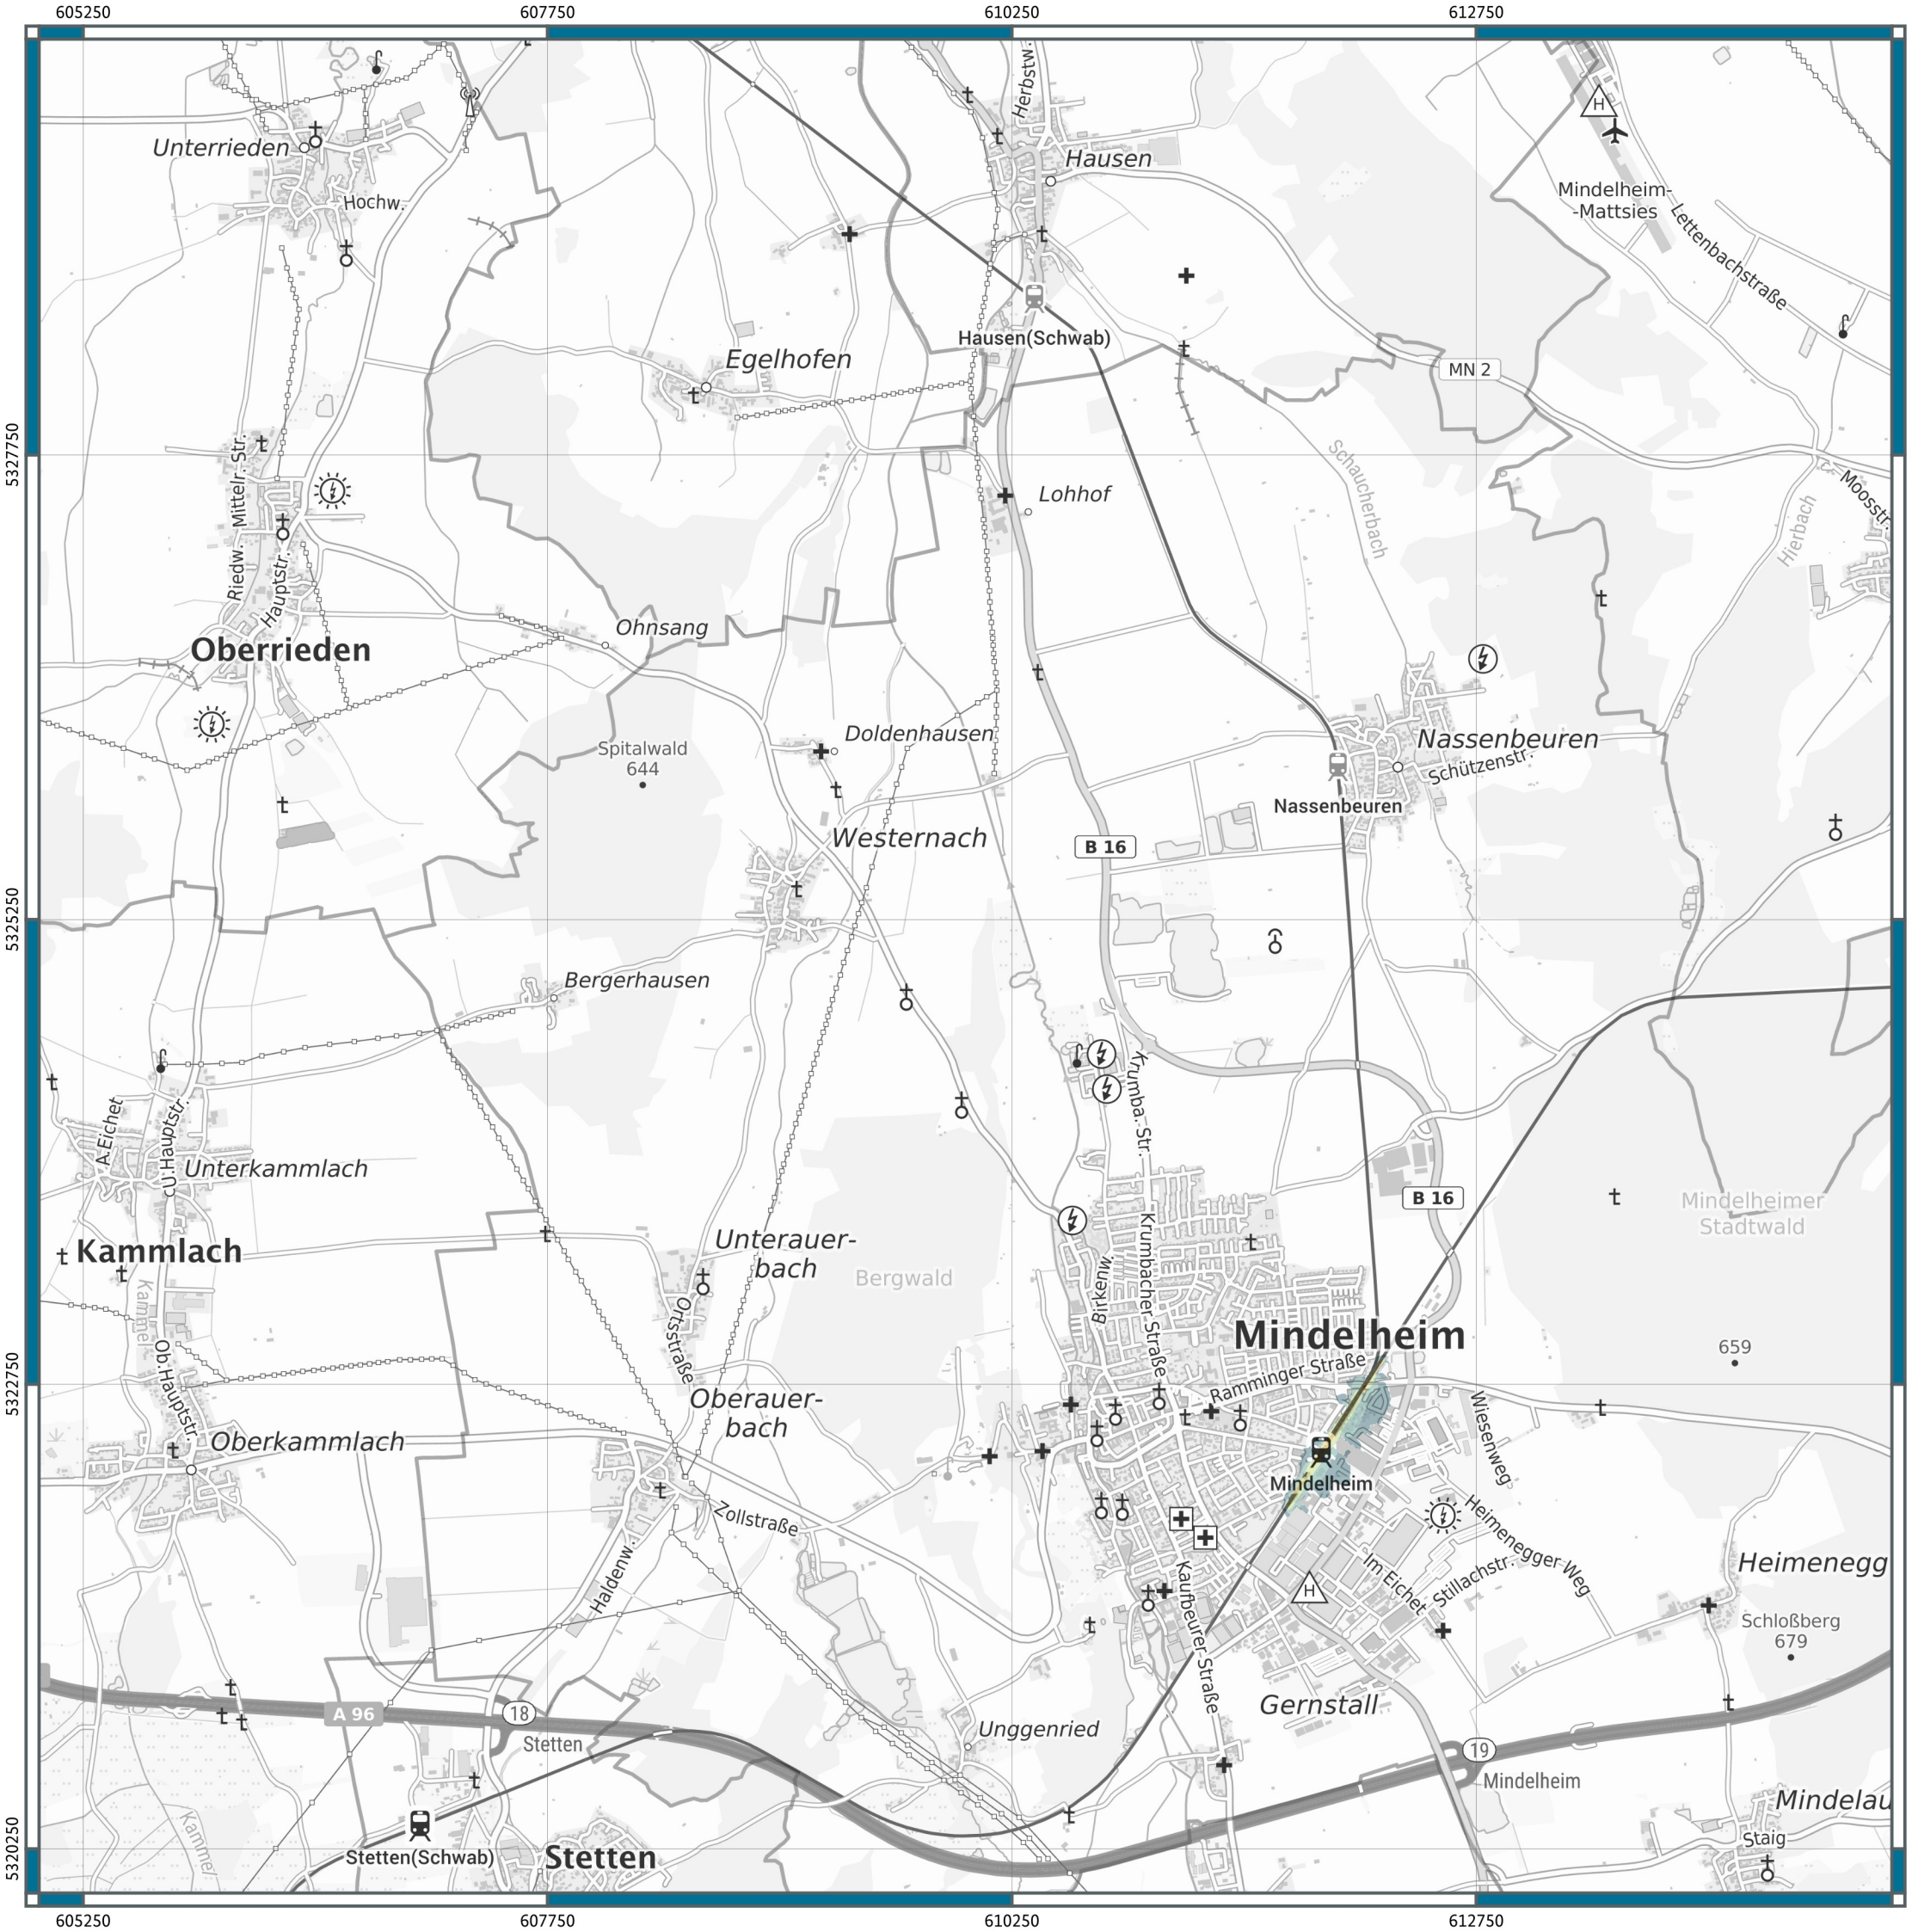 605250
607750
610250
612750
Herbstw.
Unterrieden
Hausen
Mindelheim-
-Mattsies
Hochw.
Lettenbachstraße
H
Hausen(Schwab)
Egelhofen
MN 2
5327750
Mittelr. Str.
Riedw.
Hauptstr.
Lohhof
Schaucherbach
Hierbach
Moosstr.
Ohnsang
Oberrieden
Spitalwald
644
Doldenhausen
Nassenbeuren
Schützenstr.
Nassenbeuren
Westernach
B 16
5325250
Bergerhausen
Krumba. Str.
A.Eichet
U.Hauptstr.
Unterkammlach
B 16
Mindelheimer
Stadtwald
Kammlach
Unterauer-
bach
Bergwald
Birkenw.
Krumbacher Straße
Kammel
Ob.Hauptstr.
Ortsstraße
Mindelheim
659
5322750
Ramminger Straße
Oberauer-
bach
Oberkammlach
Wiesenweg
Mindelheim
Zollstraße
Heimenegger Weg
Heimenegg
Haldenw.
Im Eichet
Stillachstr.
H
Kaufbeurer-Straße
Schloßberg
679
Gernstall
A 96
18
Stetten
Unggenried
19
Mindelheim
Mindelau
Kammel
Staig
Stetten(Schwab)
Stetten
5320250
605250
607750
610250
612750